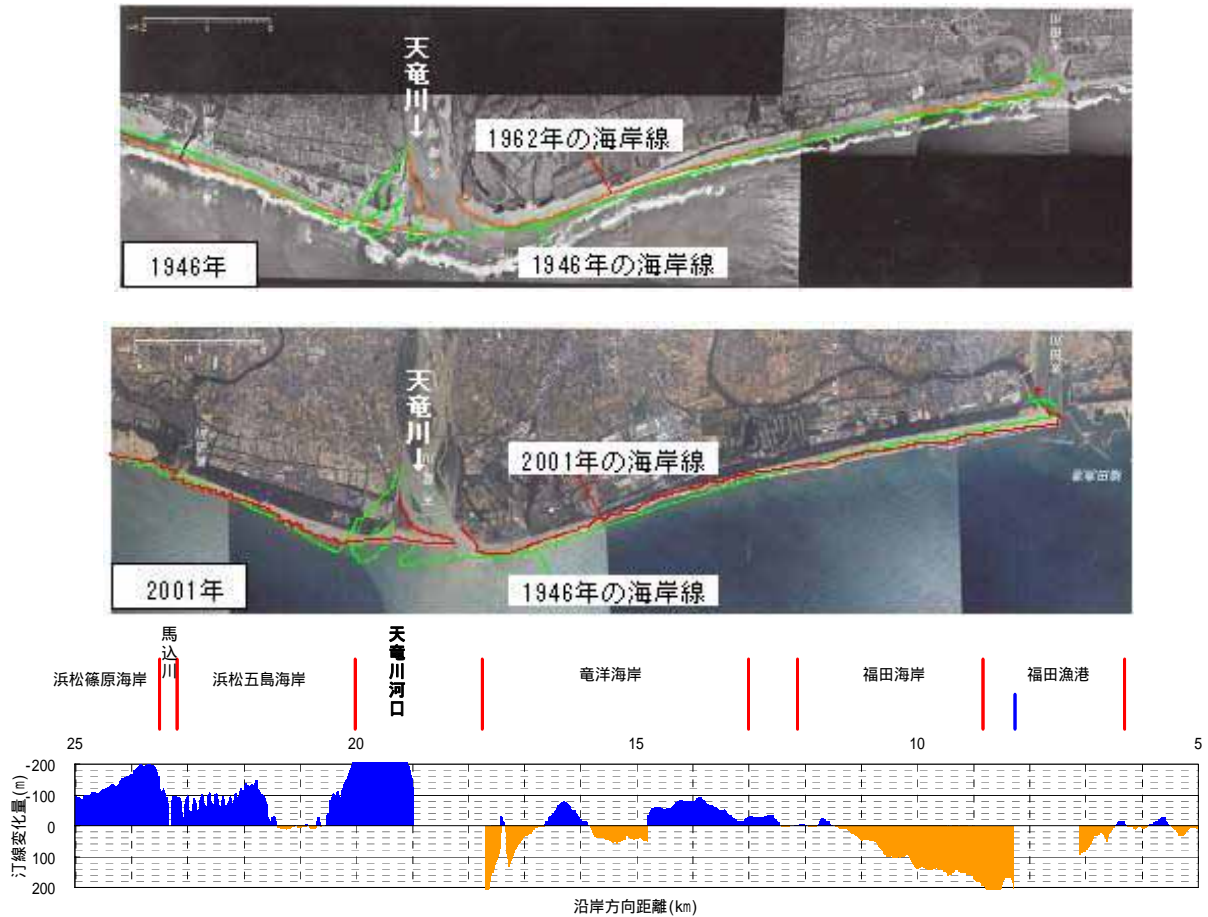 天竜川
1962年の海岸線
1946年の海岸線
1946年
天竜川
2001年の海岸線
1946年の海岸線
2001年
浜松篠原海岸
馬込川
浜松五島海岸
天竜川河口
竜洋海岸
福田海岸
福田漁港
25
20
15
10
5
-200
-100
0
100
200
汀線変化量(m)
沿岸方向距離(km)